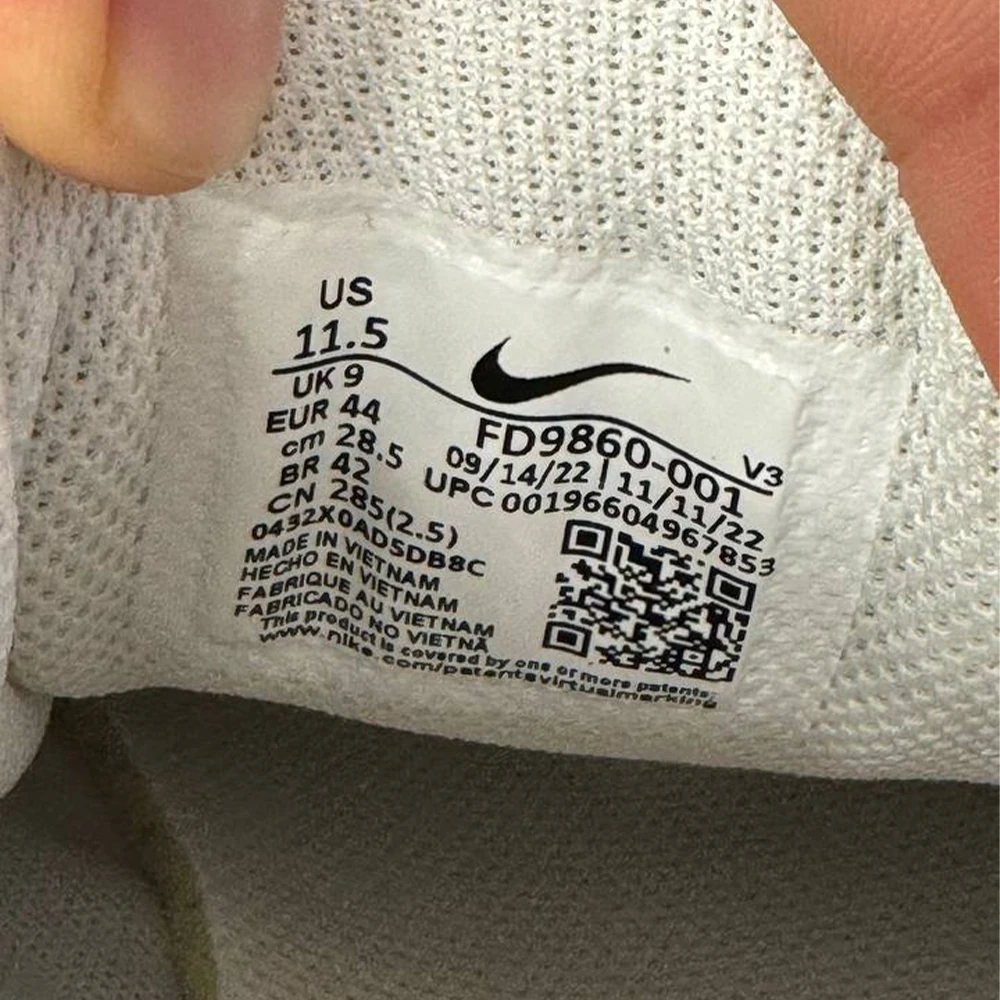 US
11.5
UK 9
EUR 44
cm 28.5
BR 42
CN 285(2.5)
0432X0AD5DB8C
MADE IN VIETNAM
HECHO EN VIETNAM
FABRIQUE AU VIETNAM
FABRICADO NO VIETNÃ
This product is covered by one or more patents:
www.nike.com/patentsvirtualmarking
FD9860-001 V3
09/14/22 | 11/11/22
UPC 00196604967853